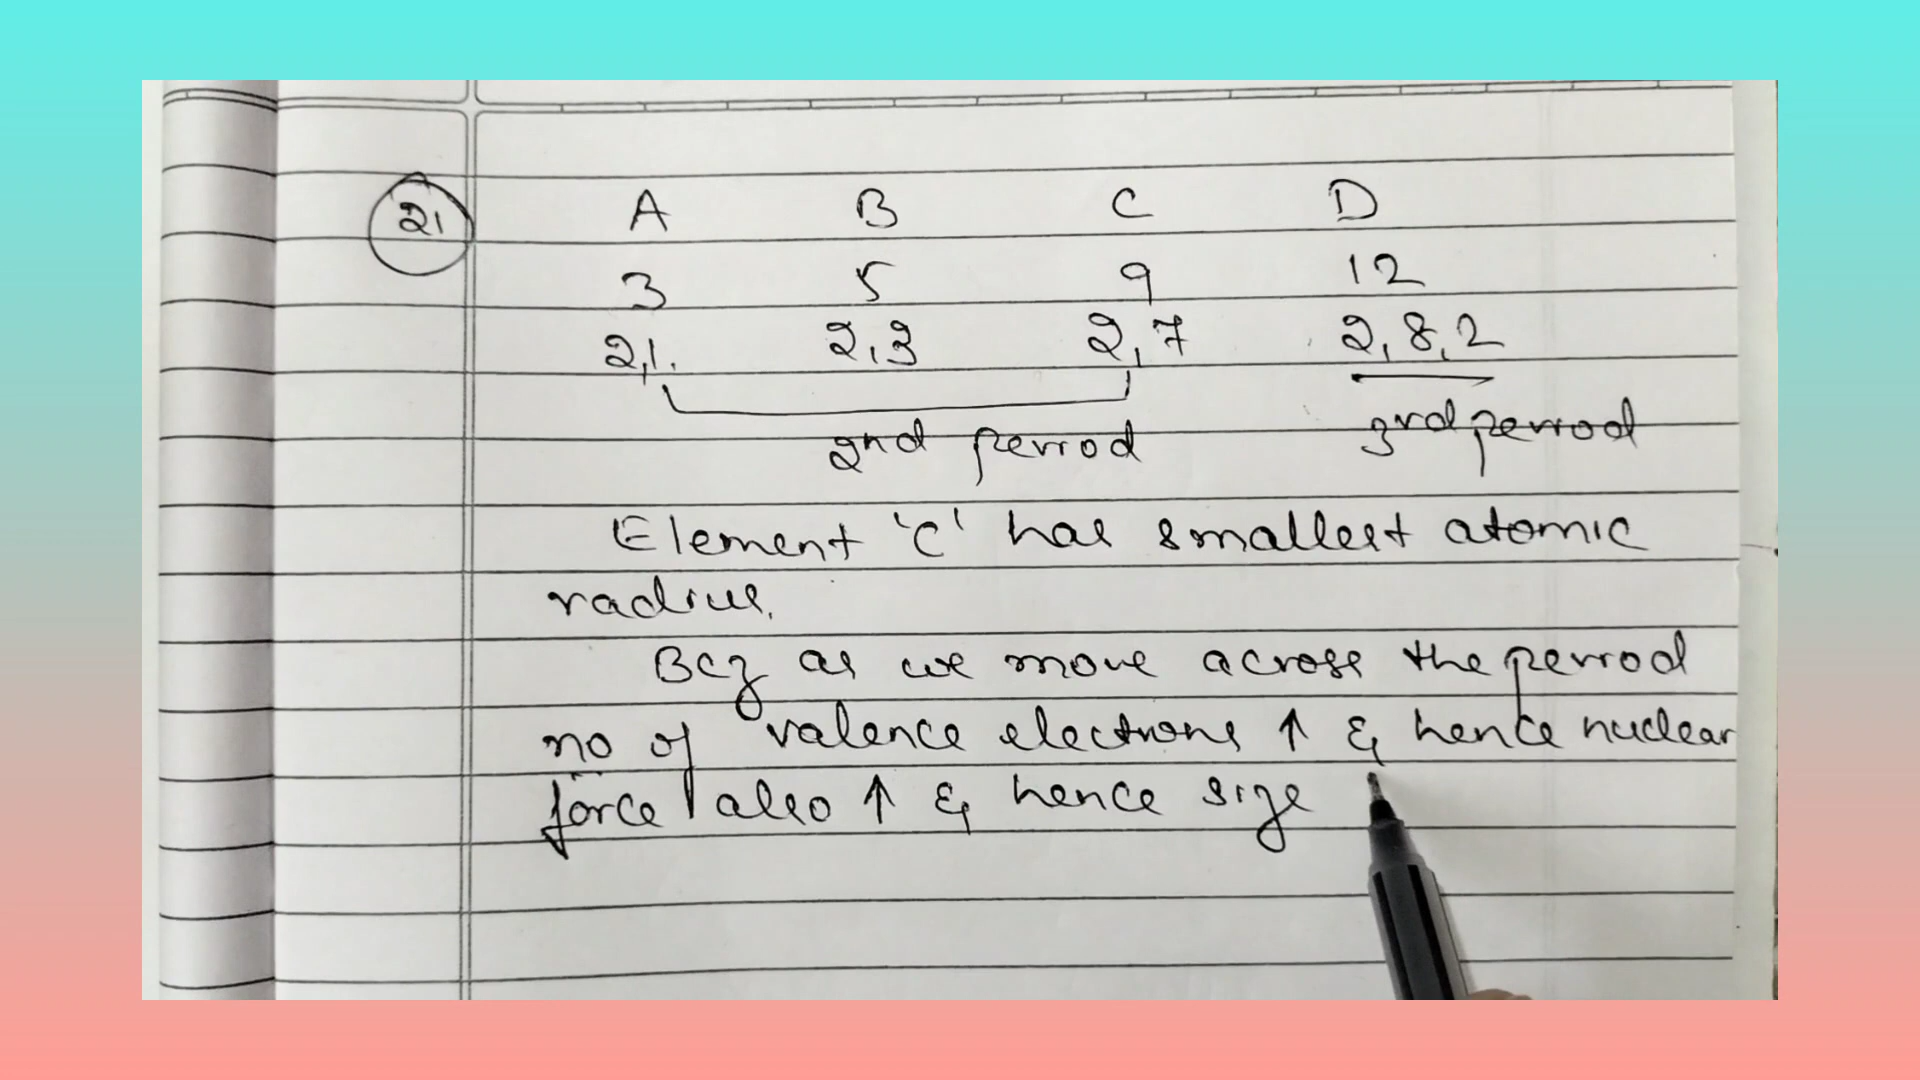 21 A B C D
3 5 9 12
2,1. 2,3 2,7 2,8,2
2nd period 3rd period
Element 'C' has smallest atomic
radius.
Bcz as we move across the period
no of valence electrons ↑ & hence nuclear
force also ↑ & hence size